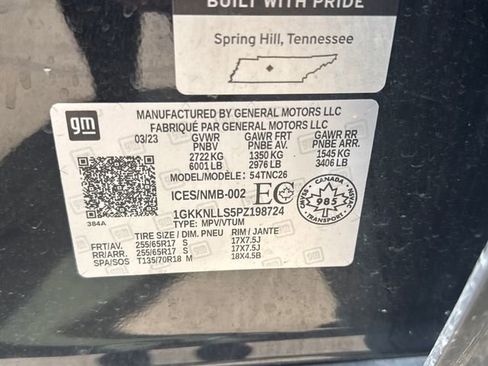 BUILT WITH PRIDE
Spring Hill, Tennessee
gm
MANUFACTURED BY GENERAL MOTORS LLC
FABRIQUÉ PAR GENERAL MOTORS LLC
03/23 GVWR GAWR FRT GAWR RR
PNBV PNBE AV. PNBE ARR.
2722 KG 1350 KG 1545 KG
6001 LB 2976 LB 3406 LB
MODEL/MODÈLE: 54TNC26
ICES/NMB-002 EC
CANADA
985
TRANSPORT
384A
1GKKNLLS5PZ198724
TYPE: MPV/VTUM
TIRE SIZE / DIM. PNEU RIM / JANTE
FRT/AV. 255/65R17 S 17X7.5J
RR/ARR. 255/65R17 S 17X7.5J
SPA/SOS T135/70R18 M 18X4.5B